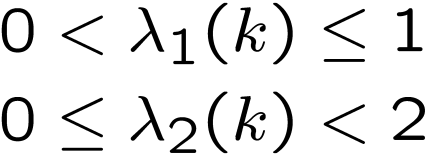 0 < λ₁(k) ≤ 1
0 ≤ λ₂(k) < 2